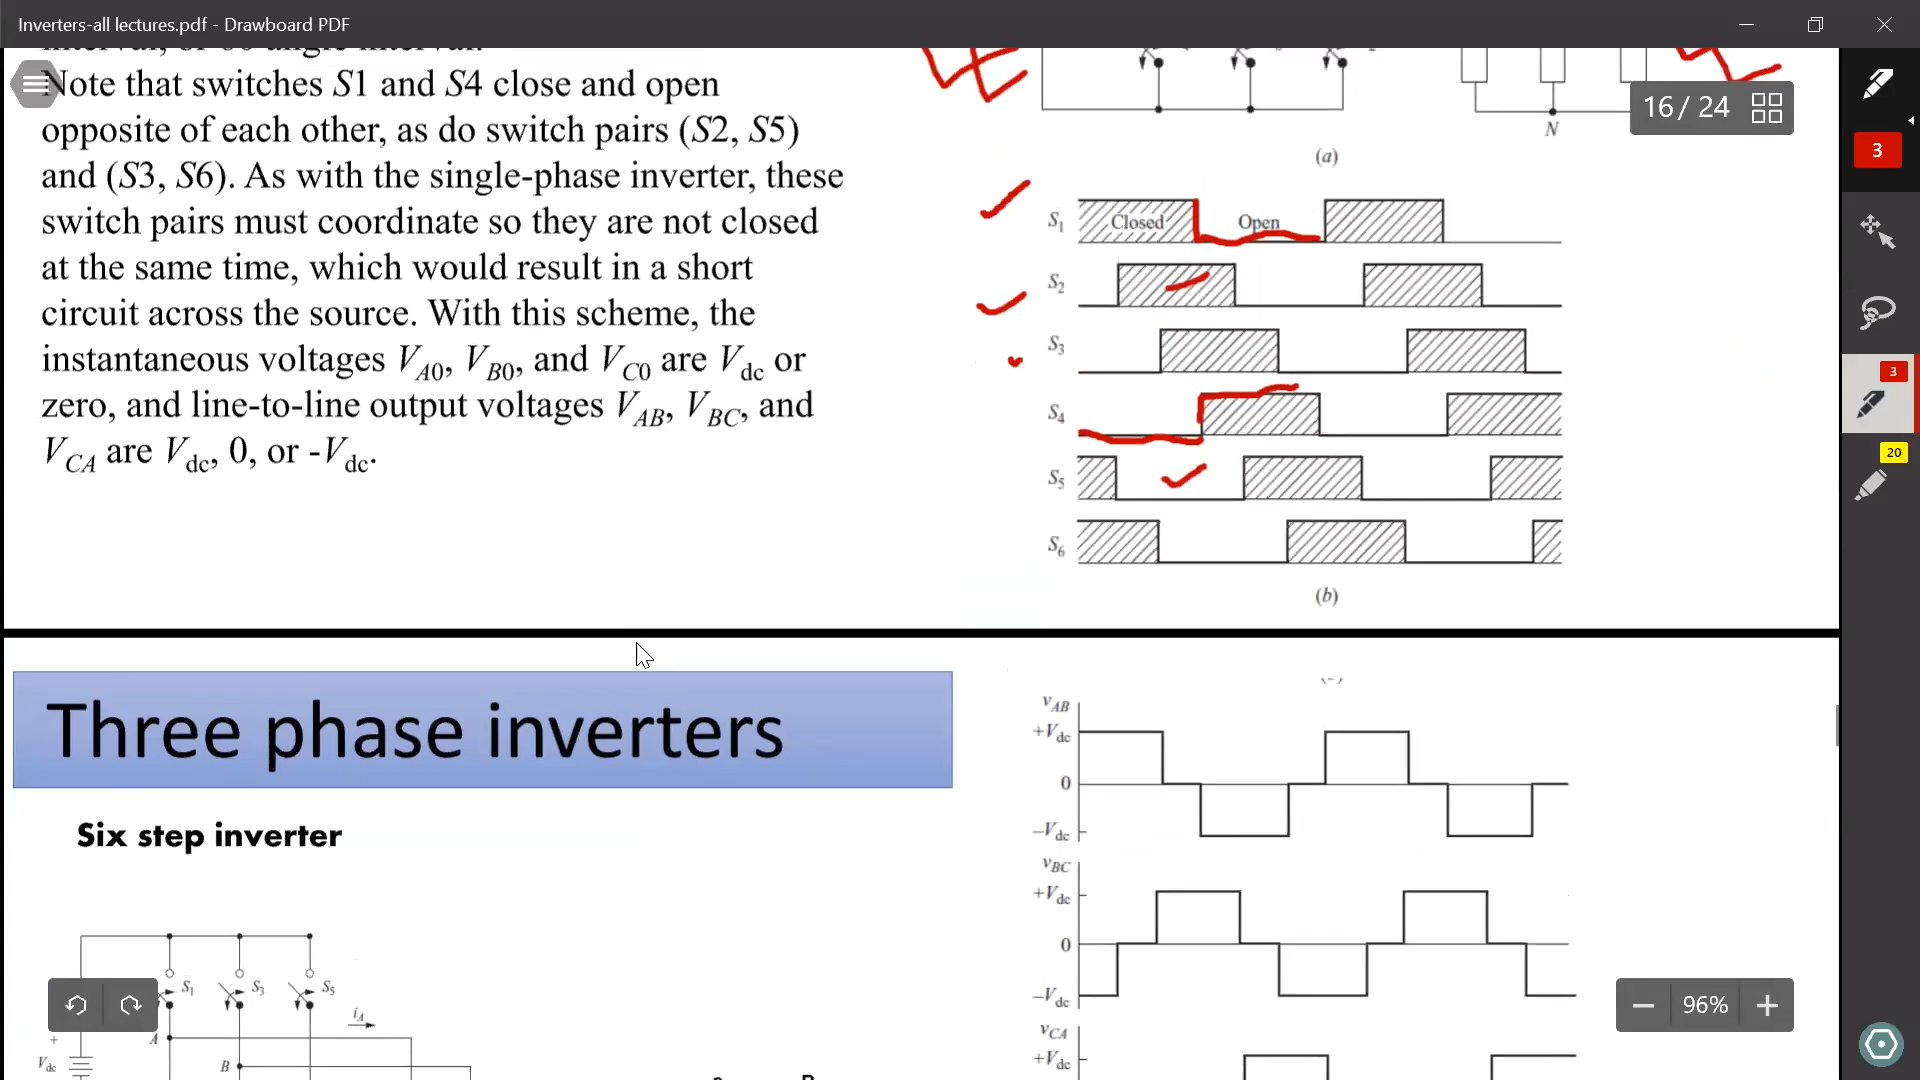 Inverters-all lectures.pdf - Drawboard PDF
Note that switches S1 and S4 close and open
opposite of each other, as do switch pairs (S2, S5)
and (S3, S6). As with the single-phase inverter, these
switch pairs must coordinate so they are not closed
at the same time, which would result in a short
circuit across the source. With this scheme, the
instantaneous voltages VA0, VB0, and VC0 are Vdc or
zero, and line-to-line output voltages VAB, VBC, and
VCA are Vdc, 0, or -Vdc.
N
16 / 24
(a)
S1 Closed Open
S2
S3
S4
S5
S6
(b)
3
3
20
Three phase inverters
Six step inverter
S1 S3 S5
iA
A
+
Vdc
B
vAB
+Vdc
0
−Vdc
vBC
+Vdc
0
−Vdc
vCA
+Vdc
96%